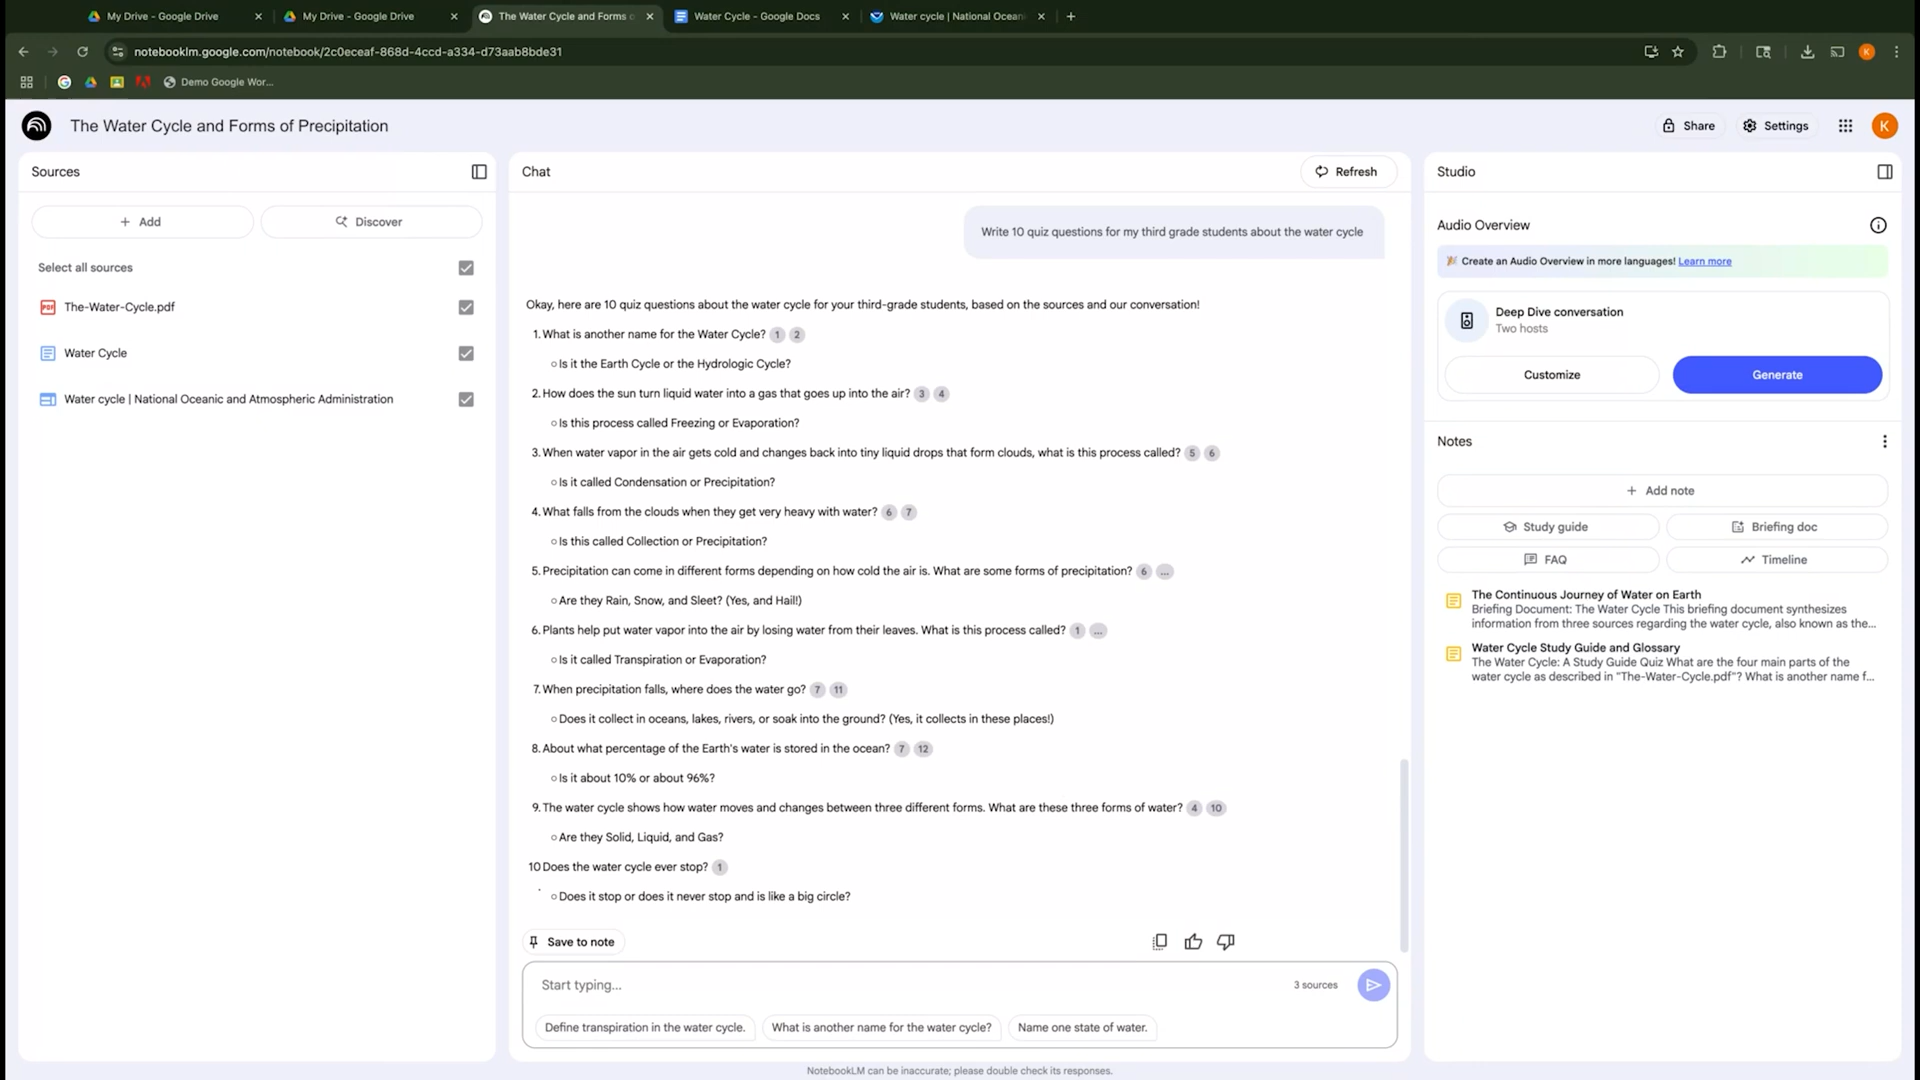 My Drive - Google Drive
My Drive - Google Drive
The Water Cycle and Forms o
Water Cycle - Google Docs
Water cycle | National Ocean
notebooklm.google.com/notebook/2c0eceaf-868d-4ccd-a334-d73aab8bde31
K
Demo Google Wor...
The Water Cycle and Forms of Precipitation
Share
Settings
K
Sources
Add
Discover
Select all sources
PDF
The-Water-Cycle.pdf
Water Cycle
Water cycle | National Oceanic and Atmospheric Administration
Chat
Refresh
Write 10 quiz questions for my third grade students about the water cycle
Okay, here are 10 quiz questions about the water cycle for your third-grade students, based on the sources and our conversation!
1. What is another name for the Water Cycle? 1 2
Is it the Earth Cycle or the Hydrologic Cycle?
2. How does the sun turn liquid water into a gas that goes up into the air? 3 4
Is this process called Freezing or Evaporation?
3. When water vapor in the air gets cold and changes back into tiny liquid drops that form clouds, what is this process called? 5 6
Is it called Condensation or Precipitation?
4. What falls from the clouds when they get very heavy with water? 6 7
Is this called Collection or Precipitation?
5. Precipitation can come in different forms depending on how cold the air is. What are some forms of precipitation? 6 ...
Are they Rain, Snow, and Sleet? (Yes, and Hail!)
6. Plants help put water vapor into the air by losing water from their leaves. What is this process called? 1 ...
Is it called Transpiration or Evaporation?
7. When precipitation falls, where does the water go? 7 11
Does it collect in oceans, lakes, rivers, or soak into the ground? (Yes, it collects in these places!)
8. About what percentage of the Earth's water is stored in the ocean? 7 12
Is it about 10% or about 96%?
9. The water cycle shows how water moves and changes between three different forms. What are these three forms of water? 4 10
Are they Solid, Liquid, and Gas?
10. Does the water cycle ever stop? 1
Does it stop or does it never stop and is like a big circle?
Save to note
Start typing...
3 sources
Define transpiration in the water cycle.
What is another name for the water cycle?
Name one state of water.
NotebookLM can be inaccurate; please double check its responses.
Studio
Audio Overview
Create an Audio Overview in more languages! Learn more
Deep Dive conversation
Two hosts
Customize
Generate
Notes
Add note
Study guide
Briefing doc
FAQ
Timeline
The Continuous Journey of Water on Earth
Briefing Document: The Water Cycle This briefing document synthesizes
information from three sources regarding the water cycle, also known as the...
Water Cycle Study Guide and Glossary
The Water Cycle: A Study Guide Quiz What are the four main parts of the
water cycle as described in "The-Water-Cycle.pdf"? What is another name f...